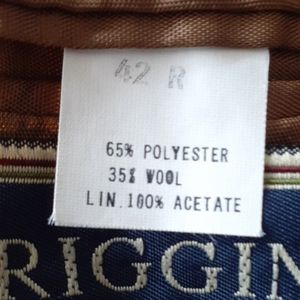 42 R
65% POLYESTER
35% WOOL
LIN.100% ACETATE
RIGGIN